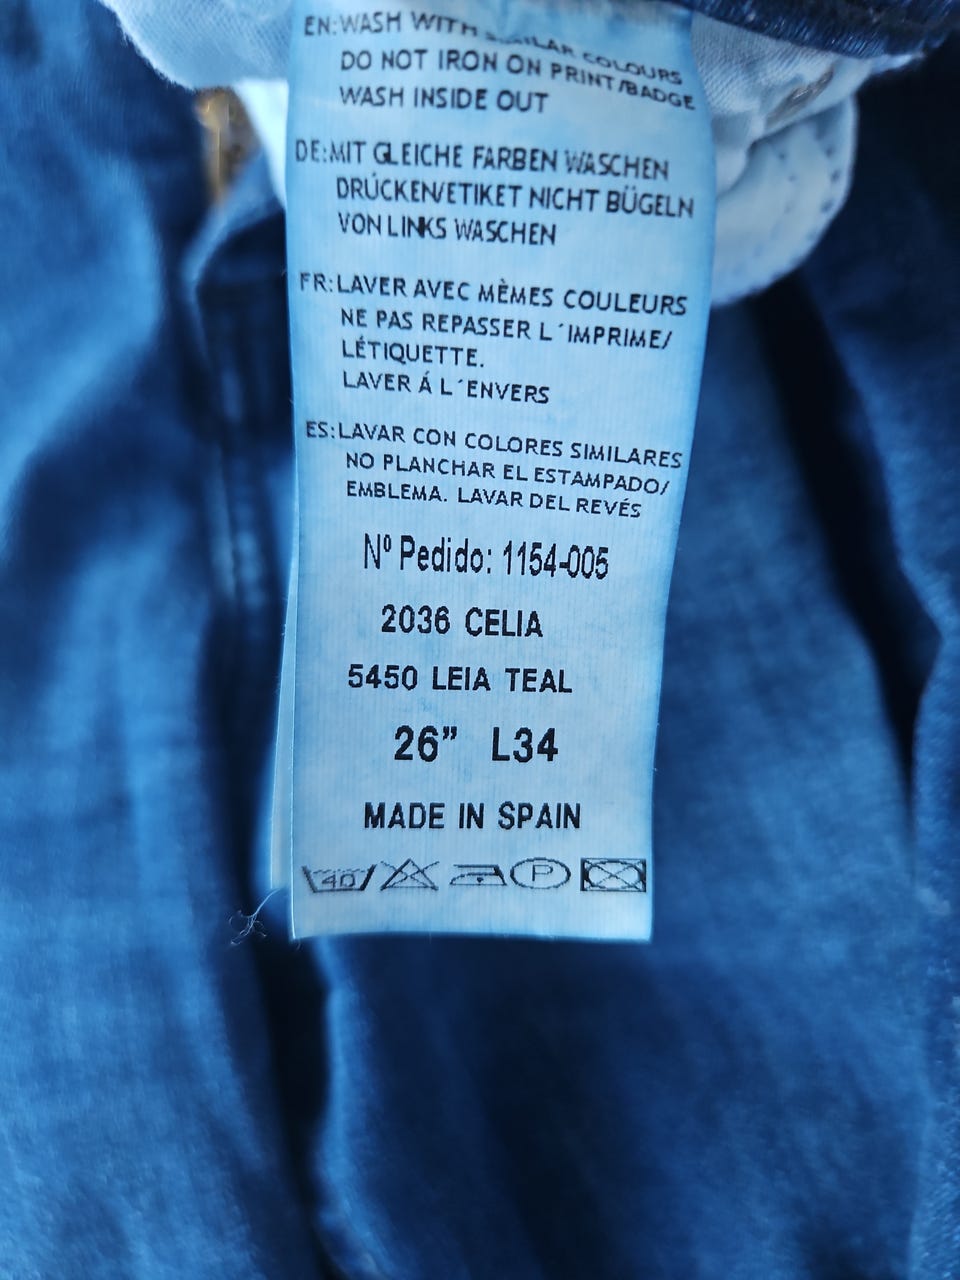 EN:WASH WITH SIMILAR COLOURS
DO NOT IRON ON PRINT/BADGE
WASH INSIDE OUT
DE:MIT GLEICHE FARBEN WASCHEN
DRÚCKEN/ETIKET NICHT BÜGELN
VON LINKS WASCHEN
FR:LAVER AVEC MÈMES COULEURS
NE PAS REPASSER L´IMPRIME/
LÉTIQUETTE.
LAVER Á L´ENVERS
ES:LAVAR CON COLORES SIMILARES
NO PLANCHAR EL ESTAMPADO/
EMBLEMA. LAVAR DEL REVÉS
Nº Pedido: 1154-005
2036 CELIA
5450 LEIA TEAL
26” L34
MADE IN SPAIN
40 P